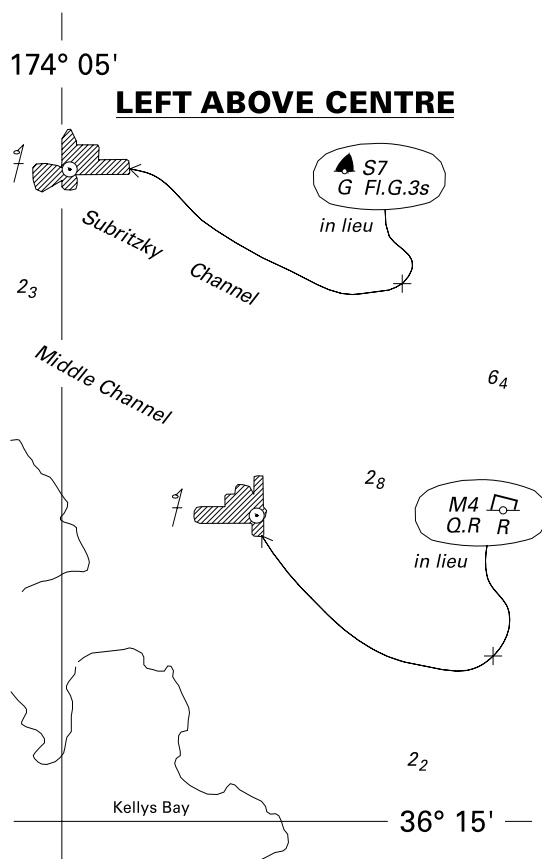 174° 05'
LEFT ABOVE CENTRE
S7
G Fl.G.3s
in lieu
Subritzky Channel
2₃
Middle Channel
6₄
2₈
M4
Q.R R
in lieu
2₂
Kellys Bay
36° 15'